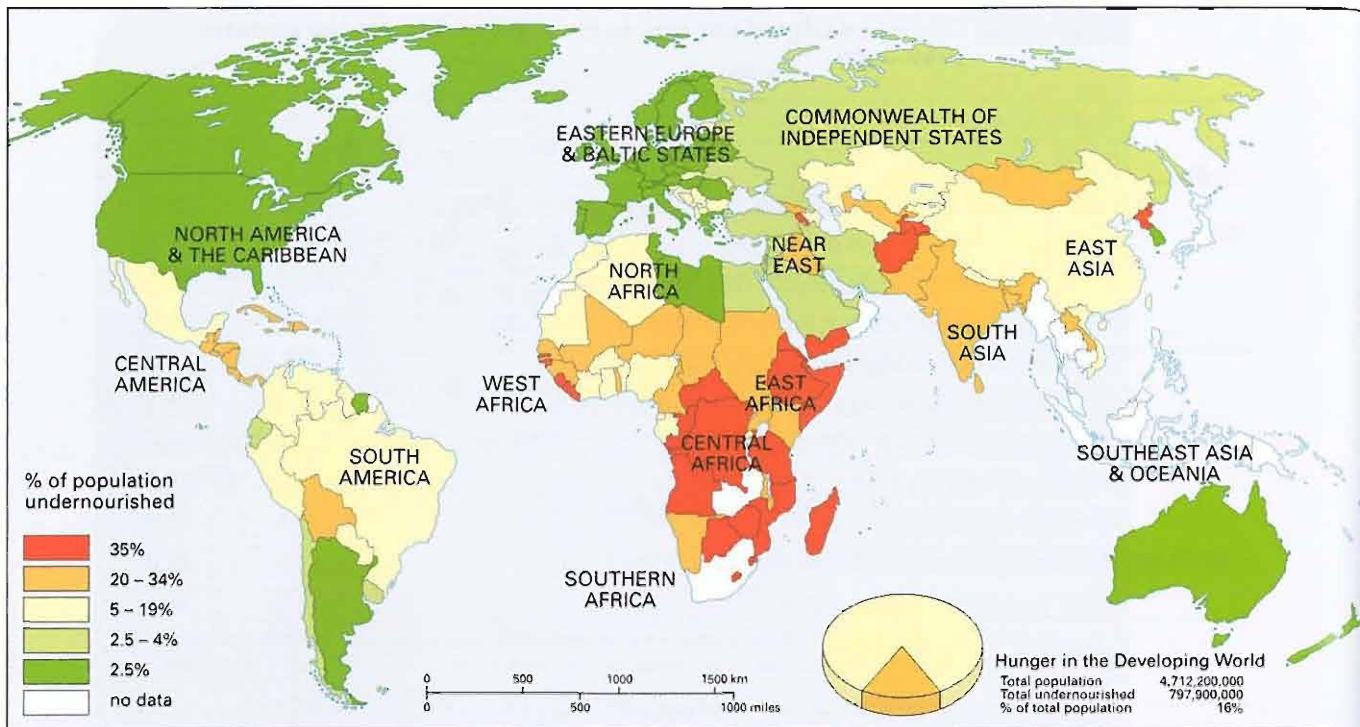 COMMONWEALTH OF
INDEPENDENT STATES
EASTERN EUROPE
& BALTIC STATES
NORTH AMERICA
& THE CARIBBEAN
NEAR
EAST
EAST
ASIA
NORTH
AFRICA
SOUTH
ASIA
CENTRAL
AMERICA
WEST
AFRICA
EAST
AFRICA
CENTRAL
AFRICA
SOUTH
AMERICA
SOUTHEAST ASIA
& OCEANIA
SOUTHERN
AFRICA
% of population
undernourished
35%
20 – 34%
5 – 19%
2.5 – 4%
2.5%
no data
0 500 1000 1500 km
0 500 1000 miles
Hunger in the Developing World
Total population 4,712,200,000
Total undernourished 797,900,000
% of total population 16%